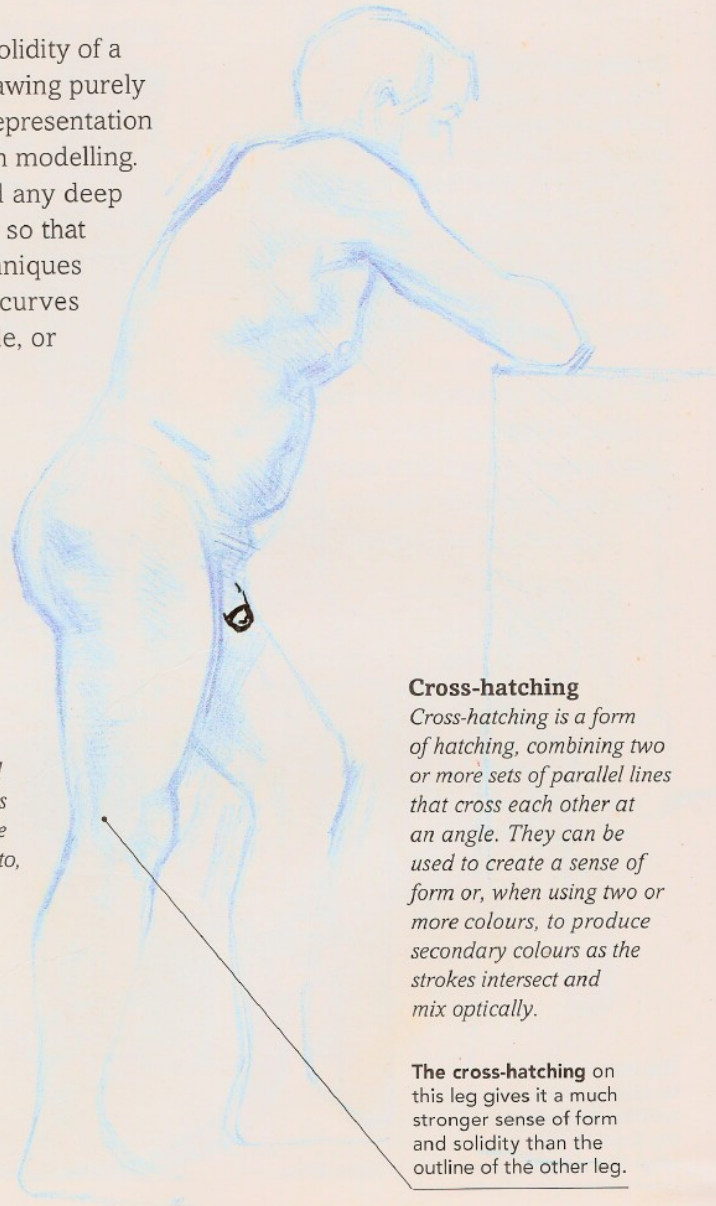 olidity of a
awing purely
epresentation
n modelling.
any deep
so that
niques
curves
e, or
s
e
to,
Cross-hatching
Cross-hatching is a form
of hatching, combining two
or more sets of parallel lines
that cross each other at
an angle. They can be
used to create a sense of
form or, when using two or
more colours, to produce
secondary colours as the
strokes intersect and
mix optically.
The cross-hatching on
this leg gives it a much
stronger sense of form
and solidity than the
outline of the other leg.